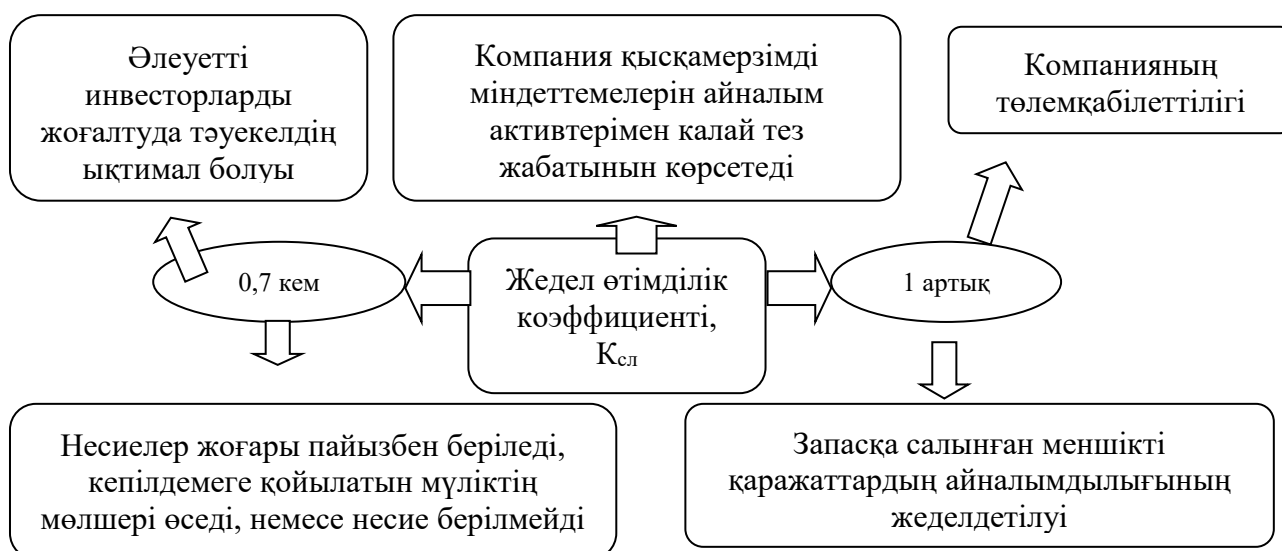 Әлеуетті
инвесторларды
жоғалтуда тәуекелдің
ықтимал болуы
Компания қысқамерзімді
міндеттемелерін айналым
активтерімен калай тез
жабатынын көрсетеді
Компанияның
төлемқабілеттілігі
0,7 кем
Жедел өтімділік
коэффициенті,
Ксл
1 артық
Несиелер жоғары пайызбен беріледі,
кепілдемеге қойылатын мүліктің
мөлшері өседі, немесе несие берілмейді
Запасқа салынған меншікті
қаражаттардың айналымдылығының
жеделдетілуі